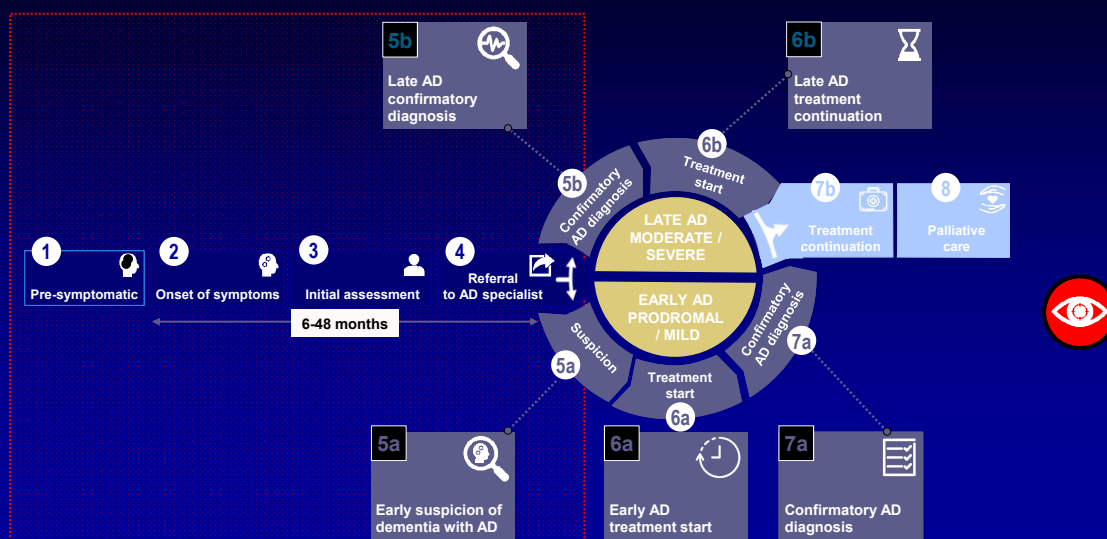 5b
Late AD
confirmatory
diagnosis
6b
Late AD
treatment
continuation
6b
Treatment
start
5b
Confirmatory
AD diagnosis
7b
Treatment
continuation
8
Palliative
care
LATE AD
MODERATE /
SEVERE
1
Pre-symptomatic
2
Onset of symptoms
3
Initial assessment
4
Referral
to AD specialist
6-48 months
EARLY AD
PRODROMAL
/ MILD
Suspicion
5a
Treatment
start
6a
Confirmatory
AD diagnosis
7a
5a
Early suspicion of
dementia with AD
6a
Early AD
treatment start
7a
Confirmatory AD
diagnosis